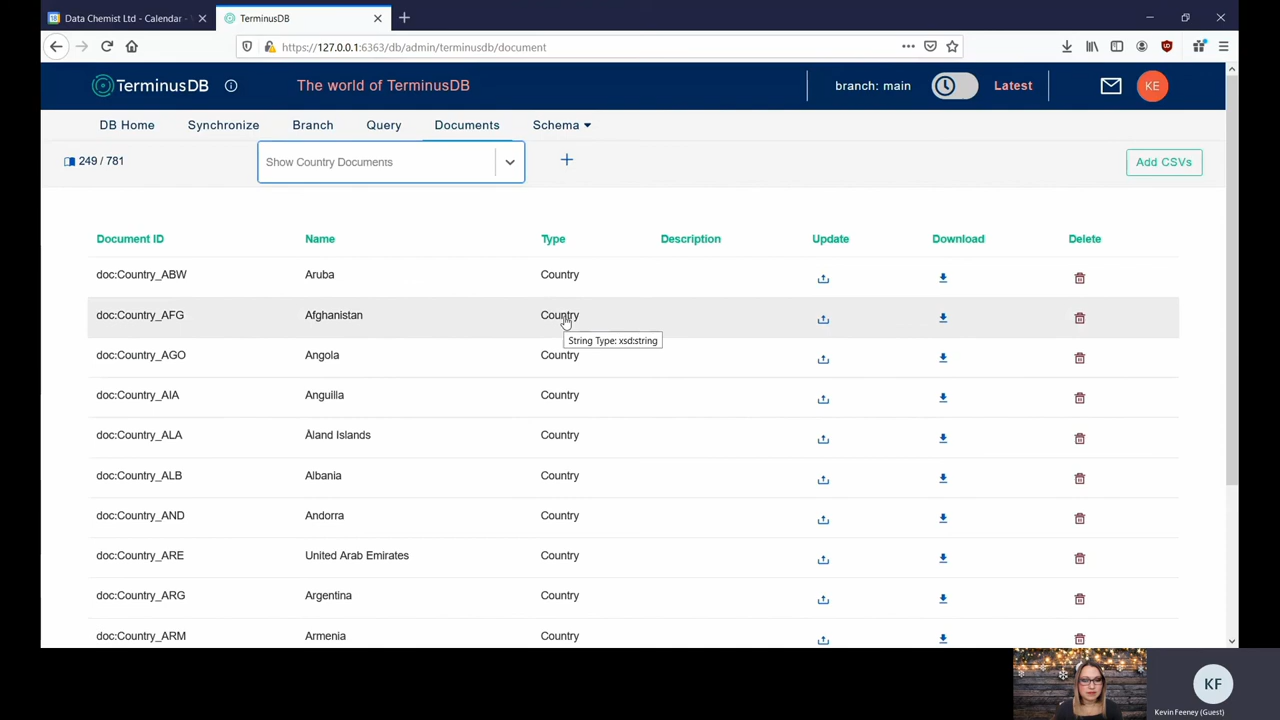 Data Chemist Ltd - Calendar -
TerminusDB
https://127.0.0.1:6363/db/admin/terminusdb/document
TerminusDB
The world of TerminusDB
branch: main
Latest
KE
DB Home
Synchronize
Branch
Query
Documents
Schema
249 / 781
Show Country Documents
Add CSVs
Document ID Name Type Description Update Download Delete
doc:Country_ABW Aruba Country
doc:Country_AFG Afghanistan Country
String Type: xsd:string
doc:Country_AGO Angola Country
doc:Country_AIA Anguilla Country
doc:Country_ALA Åland Islands Country
doc:Country_ALB Albania Country
doc:Country_AND Andorra Country
doc:Country_ARE United Arab Emirates Country
doc:Country_ARG Argentina Country
doc:Country_ARM Armenia Country
KF
Kevin Feeney (Guest)